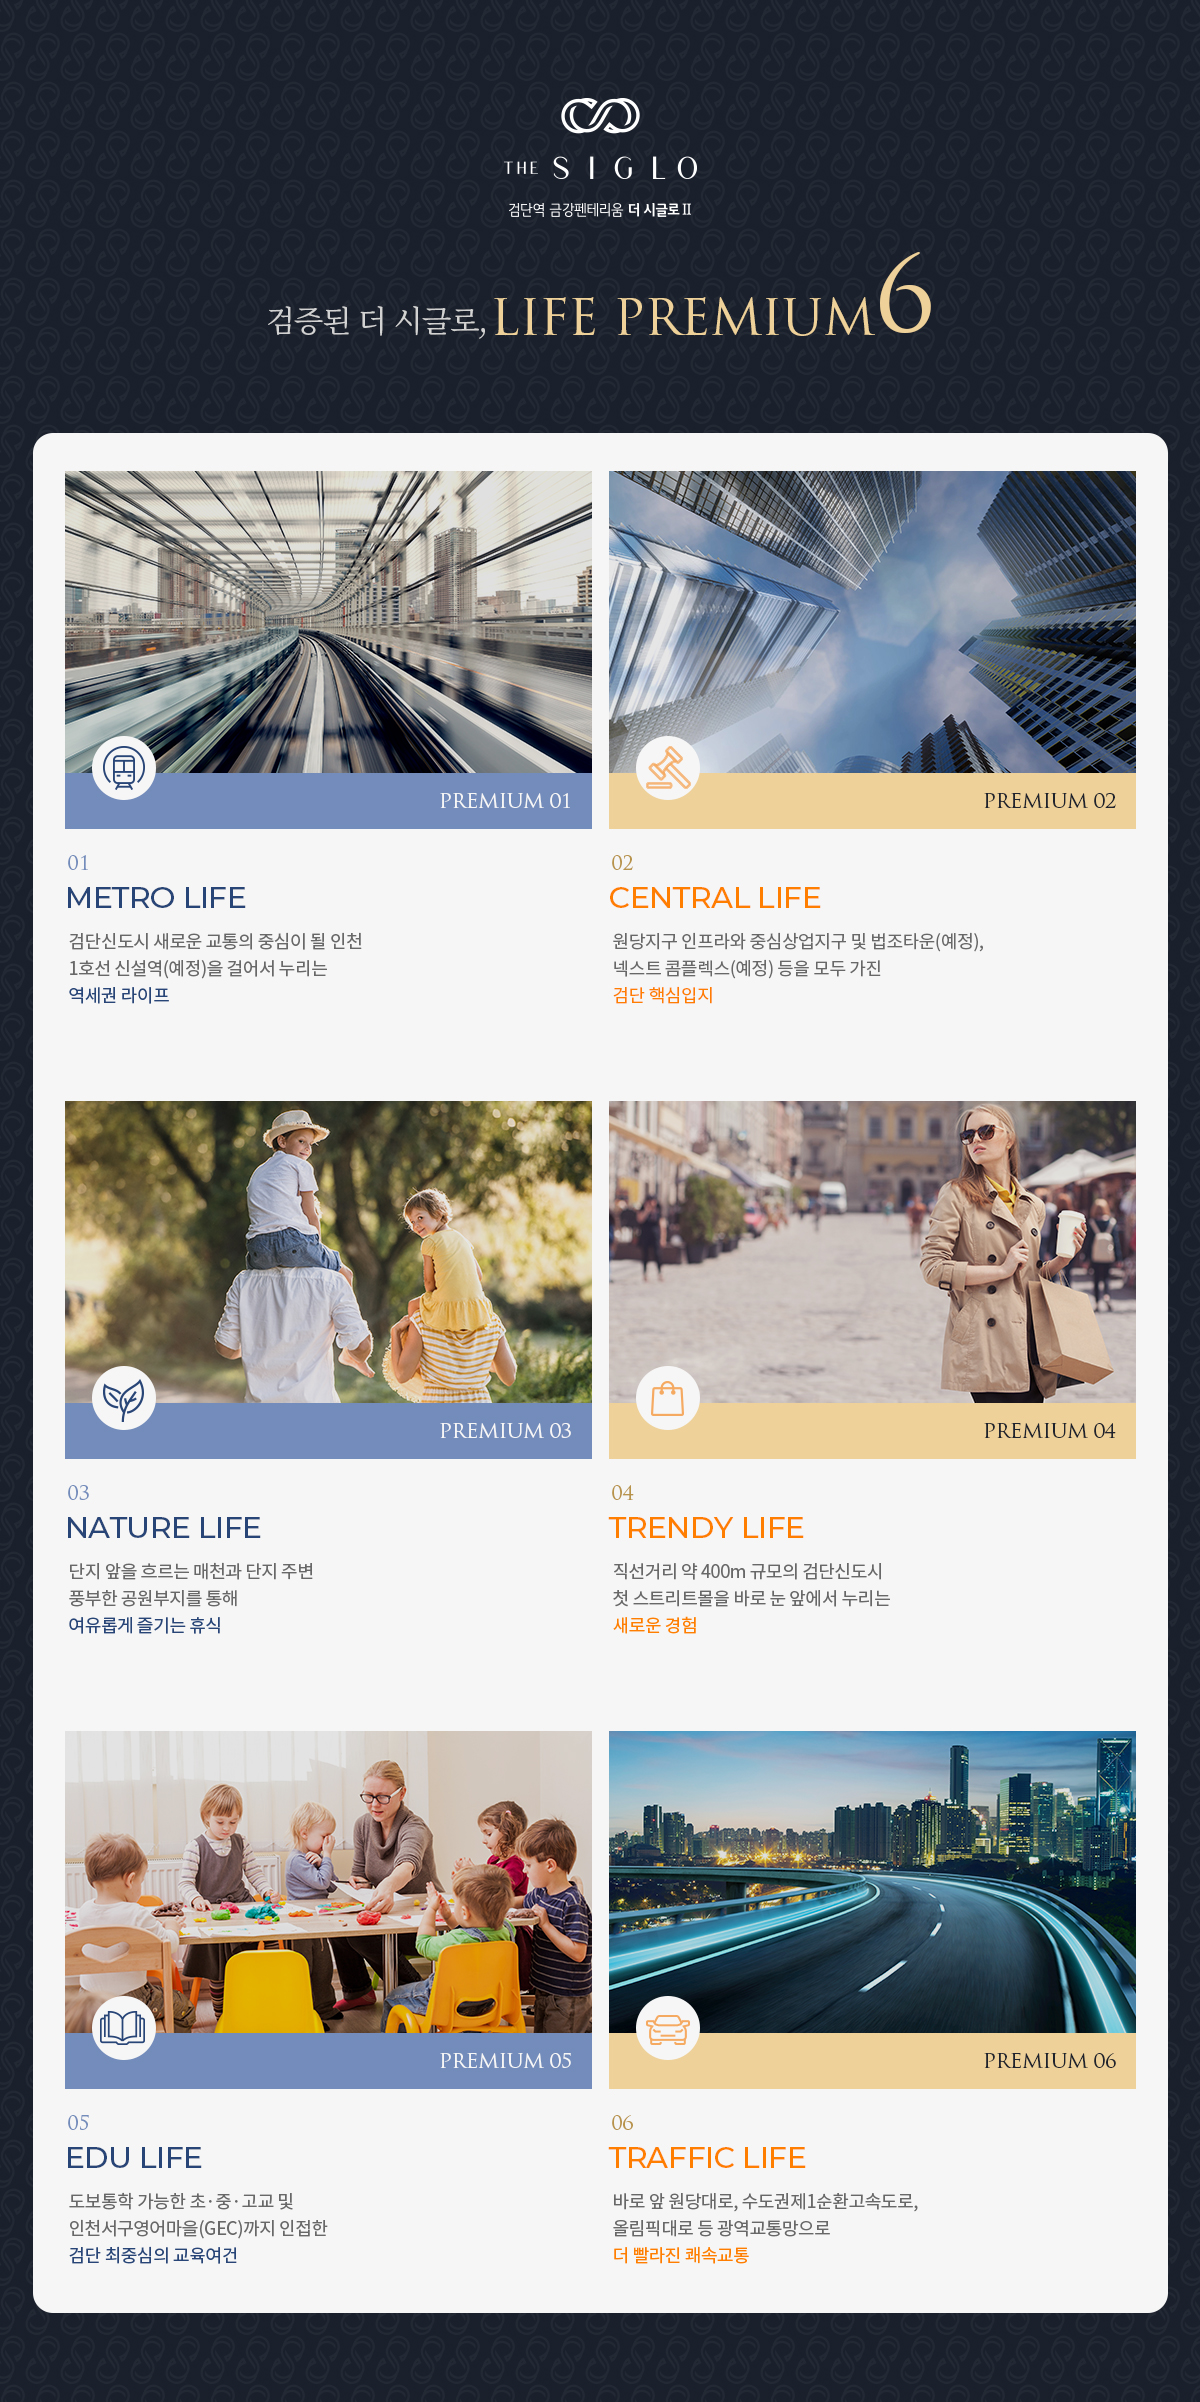 THE SIGLO
검단역 금강펜테리움 더 시글로Ⅱ
검증된 더 시글로, LIFE PREMIUM 6
PREMIUM 01
01
METRO LIFE
검단신도시 새로운 교통의 중심이 될 인천
1호선 신설역(예정)을 걸어서 누리는
역세권 라이프
PREMIUM 02
02
CENTRAL LIFE
원당지구 인프라와 중심상업지구 및 법조타운(예정),
넥스트 콤플렉스(예정) 등을 모두 가진
검단 핵심입지
PREMIUM 03
03
NATURE LIFE
단지 앞을 흐르는 매천과 단지 주변
풍부한 공원부지를 통해
여유롭게 즐기는 휴식
PREMIUM 04
04
TRENDY LIFE
직선거리 약 400m 규모의 검단신도시
첫 스트리트몰을 바로 눈 앞에서 누리는
새로운 경험
PREMIUM 05
05
EDU LIFE
도보통학 가능한 초·중·고교 및
인천서구영어마을(GEC)까지 인접한
검단 최중심의 교육여건
PREMIUM 06
06
TRAFFIC LIFE
바로 앞 원당대로, 수도권제1순환고속도로,
올림픽대로 등 광역교통망으로
더 빨라진 쾌속교통